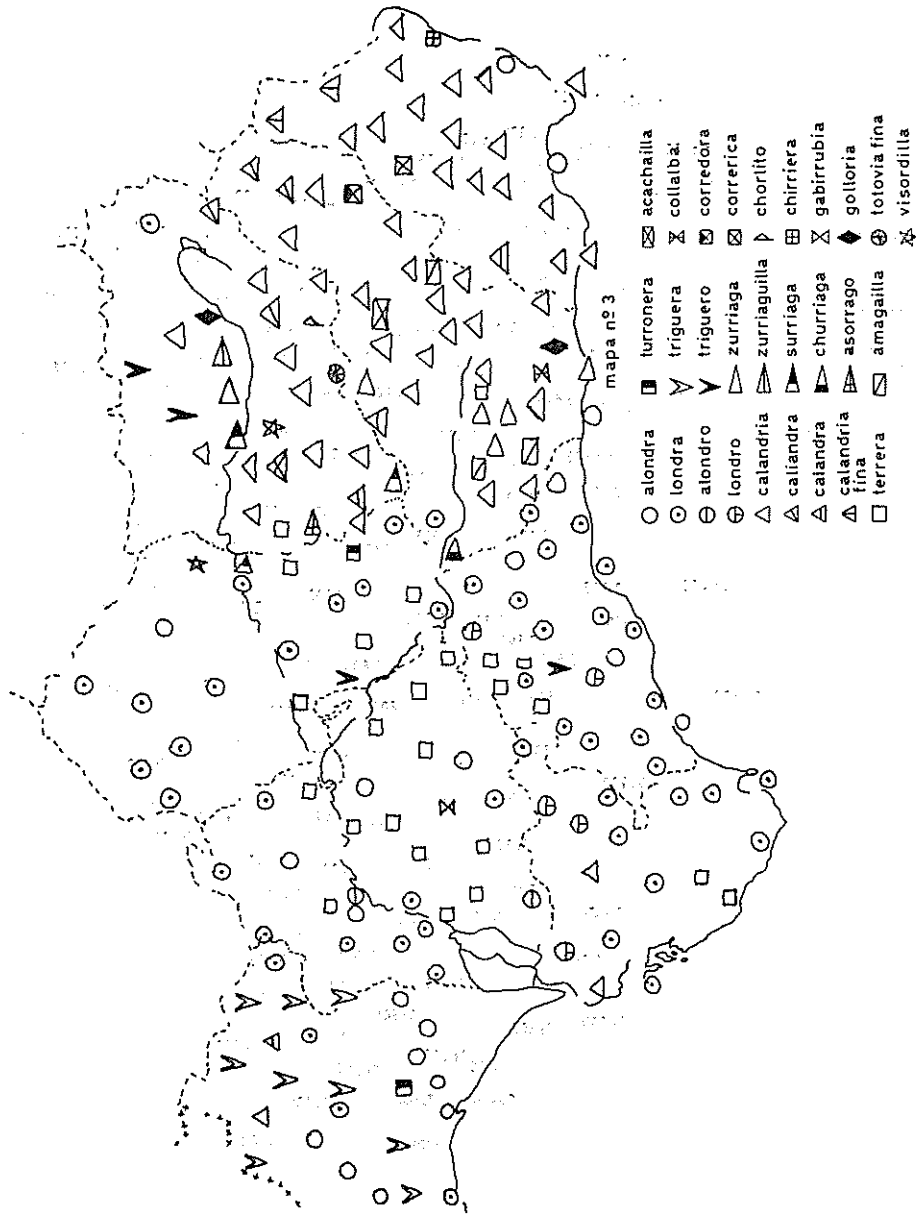 mapa nº 3
alondra
londra
alondro
londro
calandria
caliandra
caiandra
calandria
fina
terrera
turronera
triguera
triguero
zurriaga
zurriaguilla
surriaga
churriaga
asorrago
amagailla
acachailla
collalba
corredora
correrica
chorlito
chirriera
gabirrubia
golloria
totovia fina
visordilla